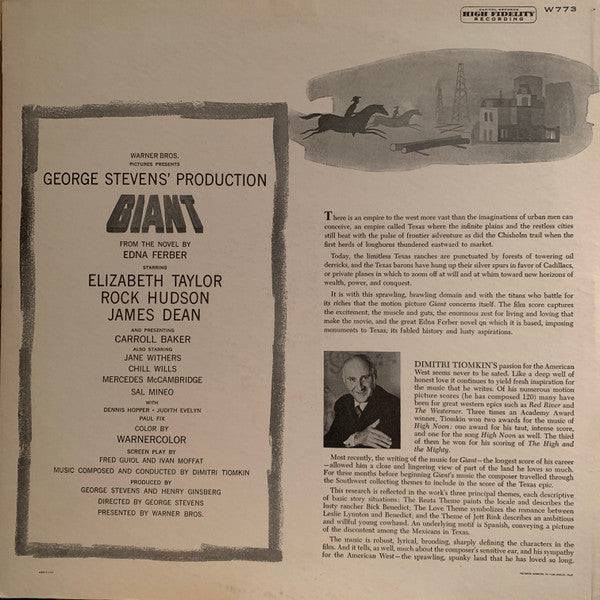 CAPITOL RECORDS
HIGH FIDELITY
RECORDING
W773
WARNER BROS.
PICTURES PRESENTS
GEORGE STEVENS' PRODUCTION
GIANT
FROM THE NOVEL BY
EDNA FERBER
STARRING
ELIZABETH TAYLOR
ROCK HUDSON
JAMES DEAN
AND PRESENTING
CARROLL BAKER
ALSO STARRING
JANE WITHERS
CHILL WILLS
MERCEDES McCAMBRIDGE
SAL MINEO
WITH
DENNIS HOPPER • JUDITH EVELYN
PAUL FIX
COLOR BY
WARNERCOLOR
SCREEN PLAY BY
FRED GUIOL AND IVAN MOFFAT
MUSIC COMPOSED AND CONDUCTED BY DIMITRI TIOMKIN
PRODUCED BY
GEORGE STEVENS AND HENRY GINSBERG
DIRECTED BY GEORGE STEVENS
PRESENTED BY WARNER BROS.
There is an empire to the west more vast than the imaginations of urban men can
conceive, an empire called Texas where the infinite plains and the restless cities
still beat with the pulse of frontier adventure as did the Chisholm trail when the
first herds of longhorns thundered eastward to market.
Today, the limitless Texas ranches are punctuated by forests of towering oil
derricks, and the Texas barons have hung up their silver spurs in favor of Cadillacs,
or private planes in which to zoom off at will and at whim toward new horizons of
wealth, power, and conquest.
It is with this sprawling, brawling domain and with the titans who battle for
its riches that the motion picture Giant concerns itself. The film score captures
the excitement, the muscle and guts, the enormous zest for living and loving that
make the movie, and the great Edna Ferber novel on which it is based, imposing
monuments to Texas, its fabled history and lusty aspirations.
DIMITRI TIOMKIN'S passion for the American
West seems never to be sated. Like a deep well of
honest love it continues to yield fresh inspiration for
the music that he writes. Of his numerous motion
picture scores (he has composed 120) many have
been for great western epics such as Red River and
The Westerner. Three times an Academy Award
winner, Tiomkin won two awards for the music of
High Noon: one award for his taut, intense score,
and one for the song High Noon as well. The third
of them he won for his scoring of The High and
the Mighty.
Most recently, the writing of the music for Giant—the longest score of his career
—allowed him a close and lingering view of part of the land he loves so much.
For three months before beginning Giant's music the composer travelled through
the Southwest collecting themes to include in the score of the Texas epic.
This research is reflected in the work's three principal themes, each descriptive
of basic story situations: The Reata Theme paints the locale and describes the
lusty rancher Bick Benedict; The Love Theme symbolizes the romance between
Leslie Lynnton and Benedict; and the Theme of Jett Rink describes an ambitious
and willful young cowhand. An underlying motif is Spanish, conveying a picture
of the discontent among the Mexicans in Texas.
The music is robust, lyrical, brooding, sharply defining the characters in the
film. And it tells, as well, much about the composer's sensitive ear, and his sympathy
for the American West—the sprawling, spunky land that he has loved so long.